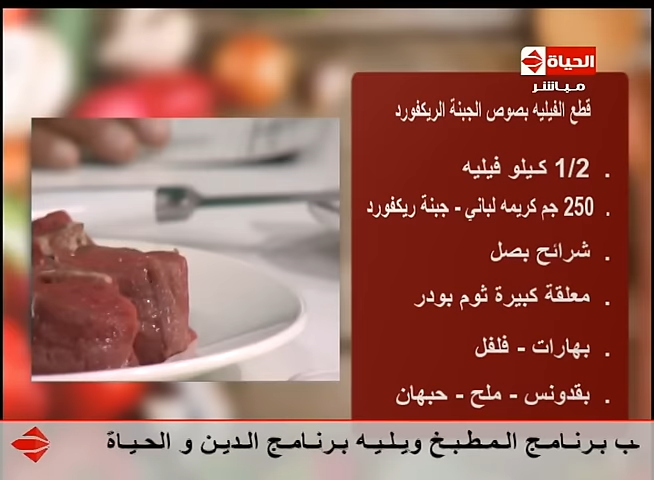 الحياة
مباشر
قطع الفيليه بصوص الجبنة الريكفورد
1/2 كيلو فيليه .
250 جم كريمه لباني - جبنة ريكفورد .
شرائح بصل .
معلقة كبيرة ثوم بودر .
بهارات - فلفل .
بقدونس - ملح - حبهان .
ـب برنامج المطبخ ويليه برنامج الدين و الحياة